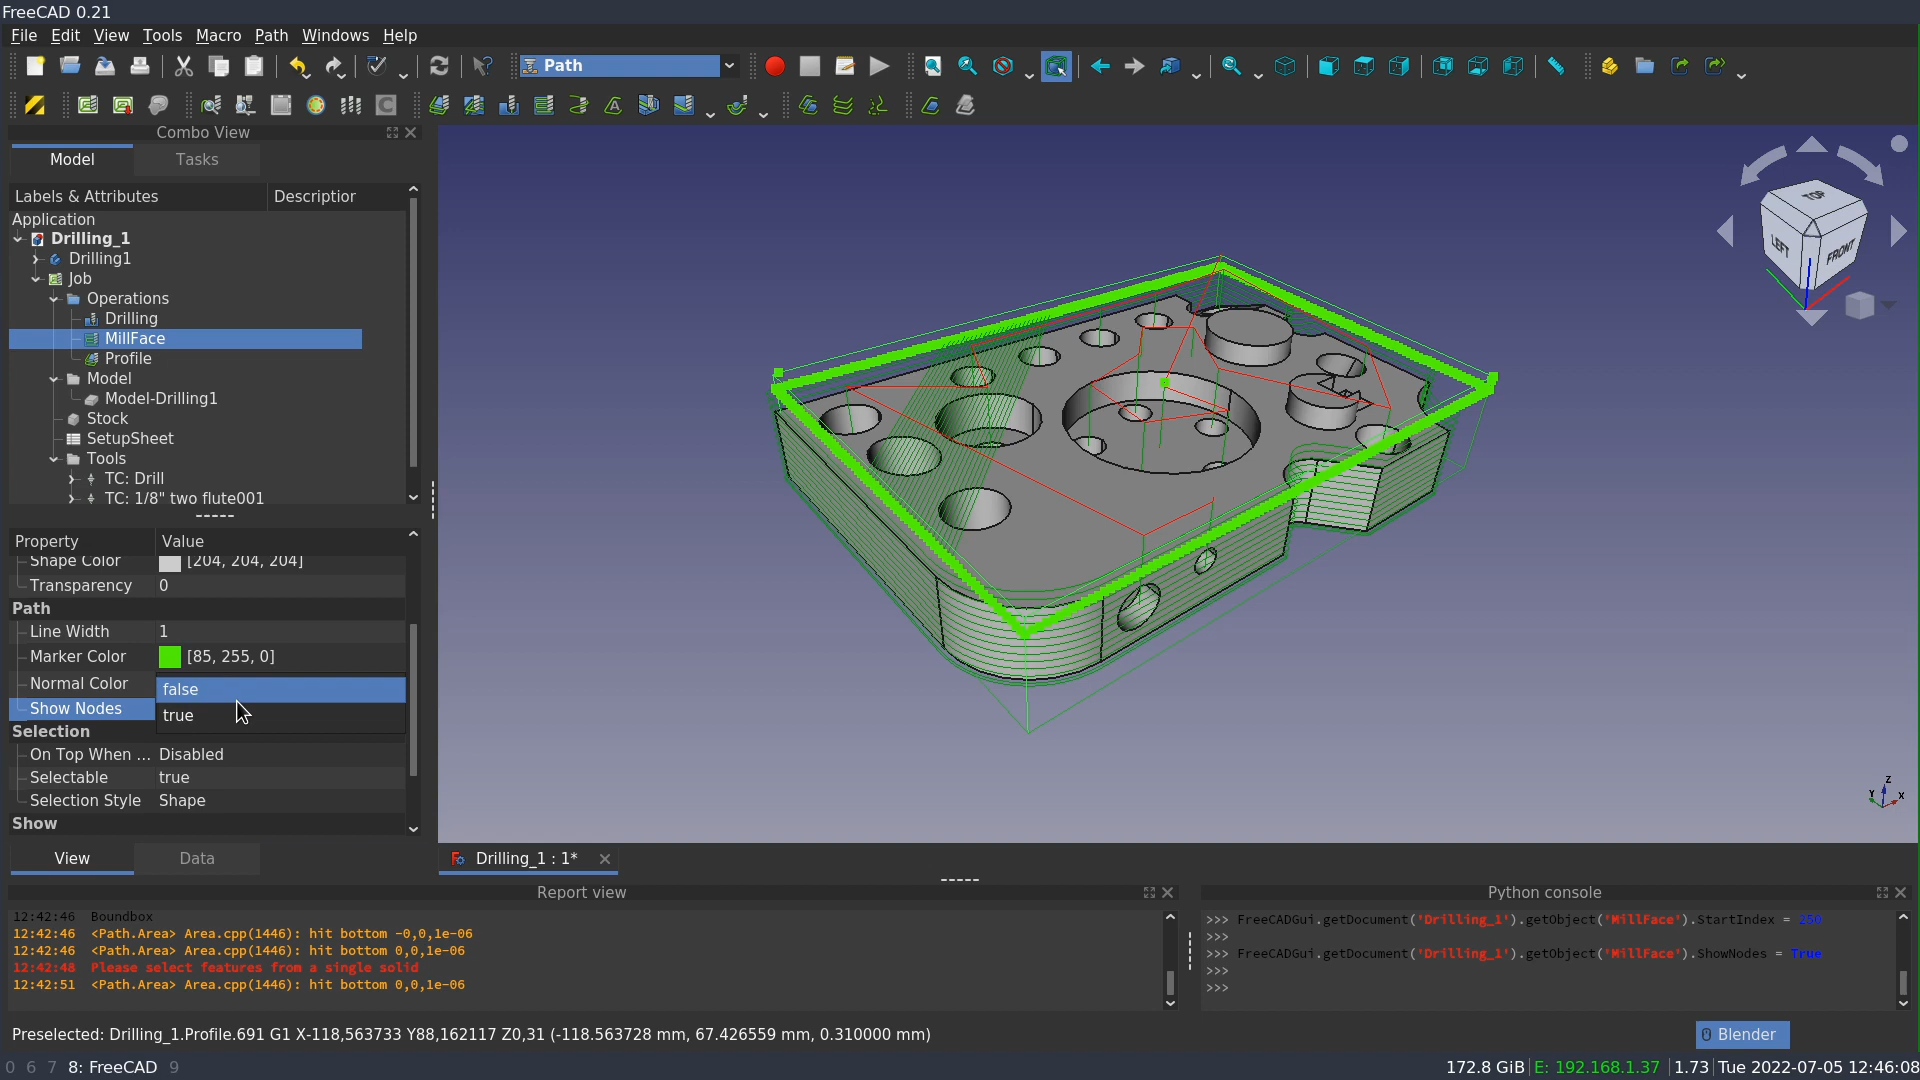 FreeCAD 0.21
File Edit View Tools Macro Path Windows Help
Path
Combo View
Model Tasks
Labels & Attributes Descriptior
Application
Drilling_1
Drilling1
Job
Operations
Drilling
MillFace
Profile
Model
Model-Drilling1
Stock
SetupSheet
Tools
TC: Drill
TC: 1/8" two flute001
Property Value
Shape Color [204, 204, 204]
Transparency 0
Path
Line Width 1
Marker Color [85, 255, 0]
Normal Color
false
Show Nodes
true
Selection
On Top When ... Disabled
Selectable true
Selection Style Shape
Show
View Data
TOP
LEFT
FRONT
Z
Y
X
Drilling_1 : 1*
Report view
12:42:46 Boundbox
12:42:46 <Path.Area> Area.cpp(1446): hit bottom -0,0,1e-06
12:42:46 <Path.Area> Area.cpp(1446): hit bottom 0,0,1e-06
12:42:48 Please select features from a single solid
12:42:51 <Path.Area> Area.cpp(1446): hit bottom 0,0,1e-06
Python console
>>> FreeCADGui.getDocument('Drilling_1').getObject('MillFace').StartIndex = 250
>>>
>>> FreeCADGui.getDocument('Drilling_1').getObject('MillFace').ShowNodes = True
>>>
>>>
Preselected: Drilling_1.Profile.691 G1 X-118,563733 Y88,162117 Z0,31 (-118.563728 mm, 67.426559 mm, 0.310000 mm)
Blender
0 6 7 8: FreeCAD 9
172.8 GiB E: 192.168.1.37 1.73 Tue 2022-07-05 12:46:08